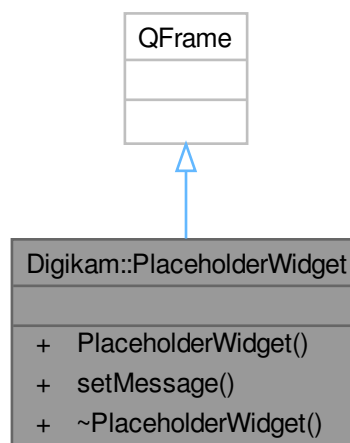 QFrame
Digikam::PlaceholderWidget
+ PlaceholderWidget()
+ setMessage()
+ ~PlaceholderWidget()